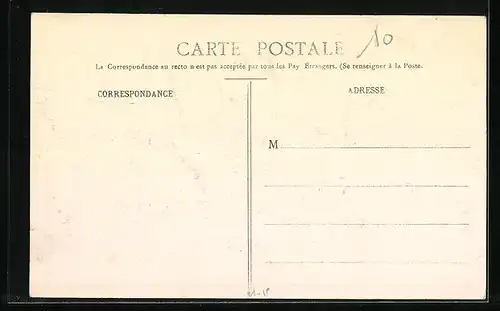 CARTE POSTALE
10
La Correspondance au recto n'est pas acceptée par tous les Pay Etrangers. (Se renseigner à la Poste.
CORRESPONDANCE
ADRESSE
M